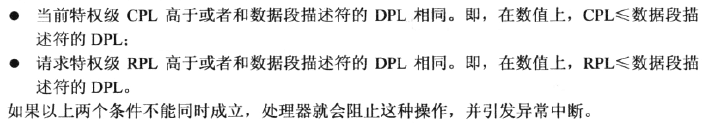 ● 当前特权级 CPL 高于或者和数据段描述符的 DPL 相同。即，在数值上，CPL≤数据段描
述符的 DPL；
● 请求特权级 RPL 高于或者和数据段描述符的 DPL 相同。即，在数值上，RPL≤数据段描
述符的 DPL。
如果以上两个条件不能同时成立，处理器就会阻止这种操作，并引发异常中断。